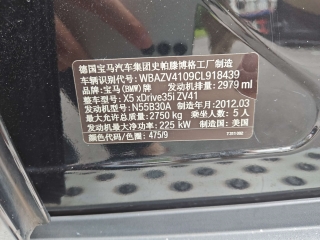 德国宝马汽车集团史帕滕博格工厂制造
车辆识别代号 WBAZV4109CL918439
品牌:宝马(BMW)牌 发动机排量: 2979 ml
型号: X5 xDrive35i ZV41
发动机型号: N55B30A 制造年月: 2012.03
最大允许总质量: 2750 kg 乘坐人数: 5 人
发动机最大净功率: 225 kW 制造国: 美国
颜色代码/色圈: 475/9